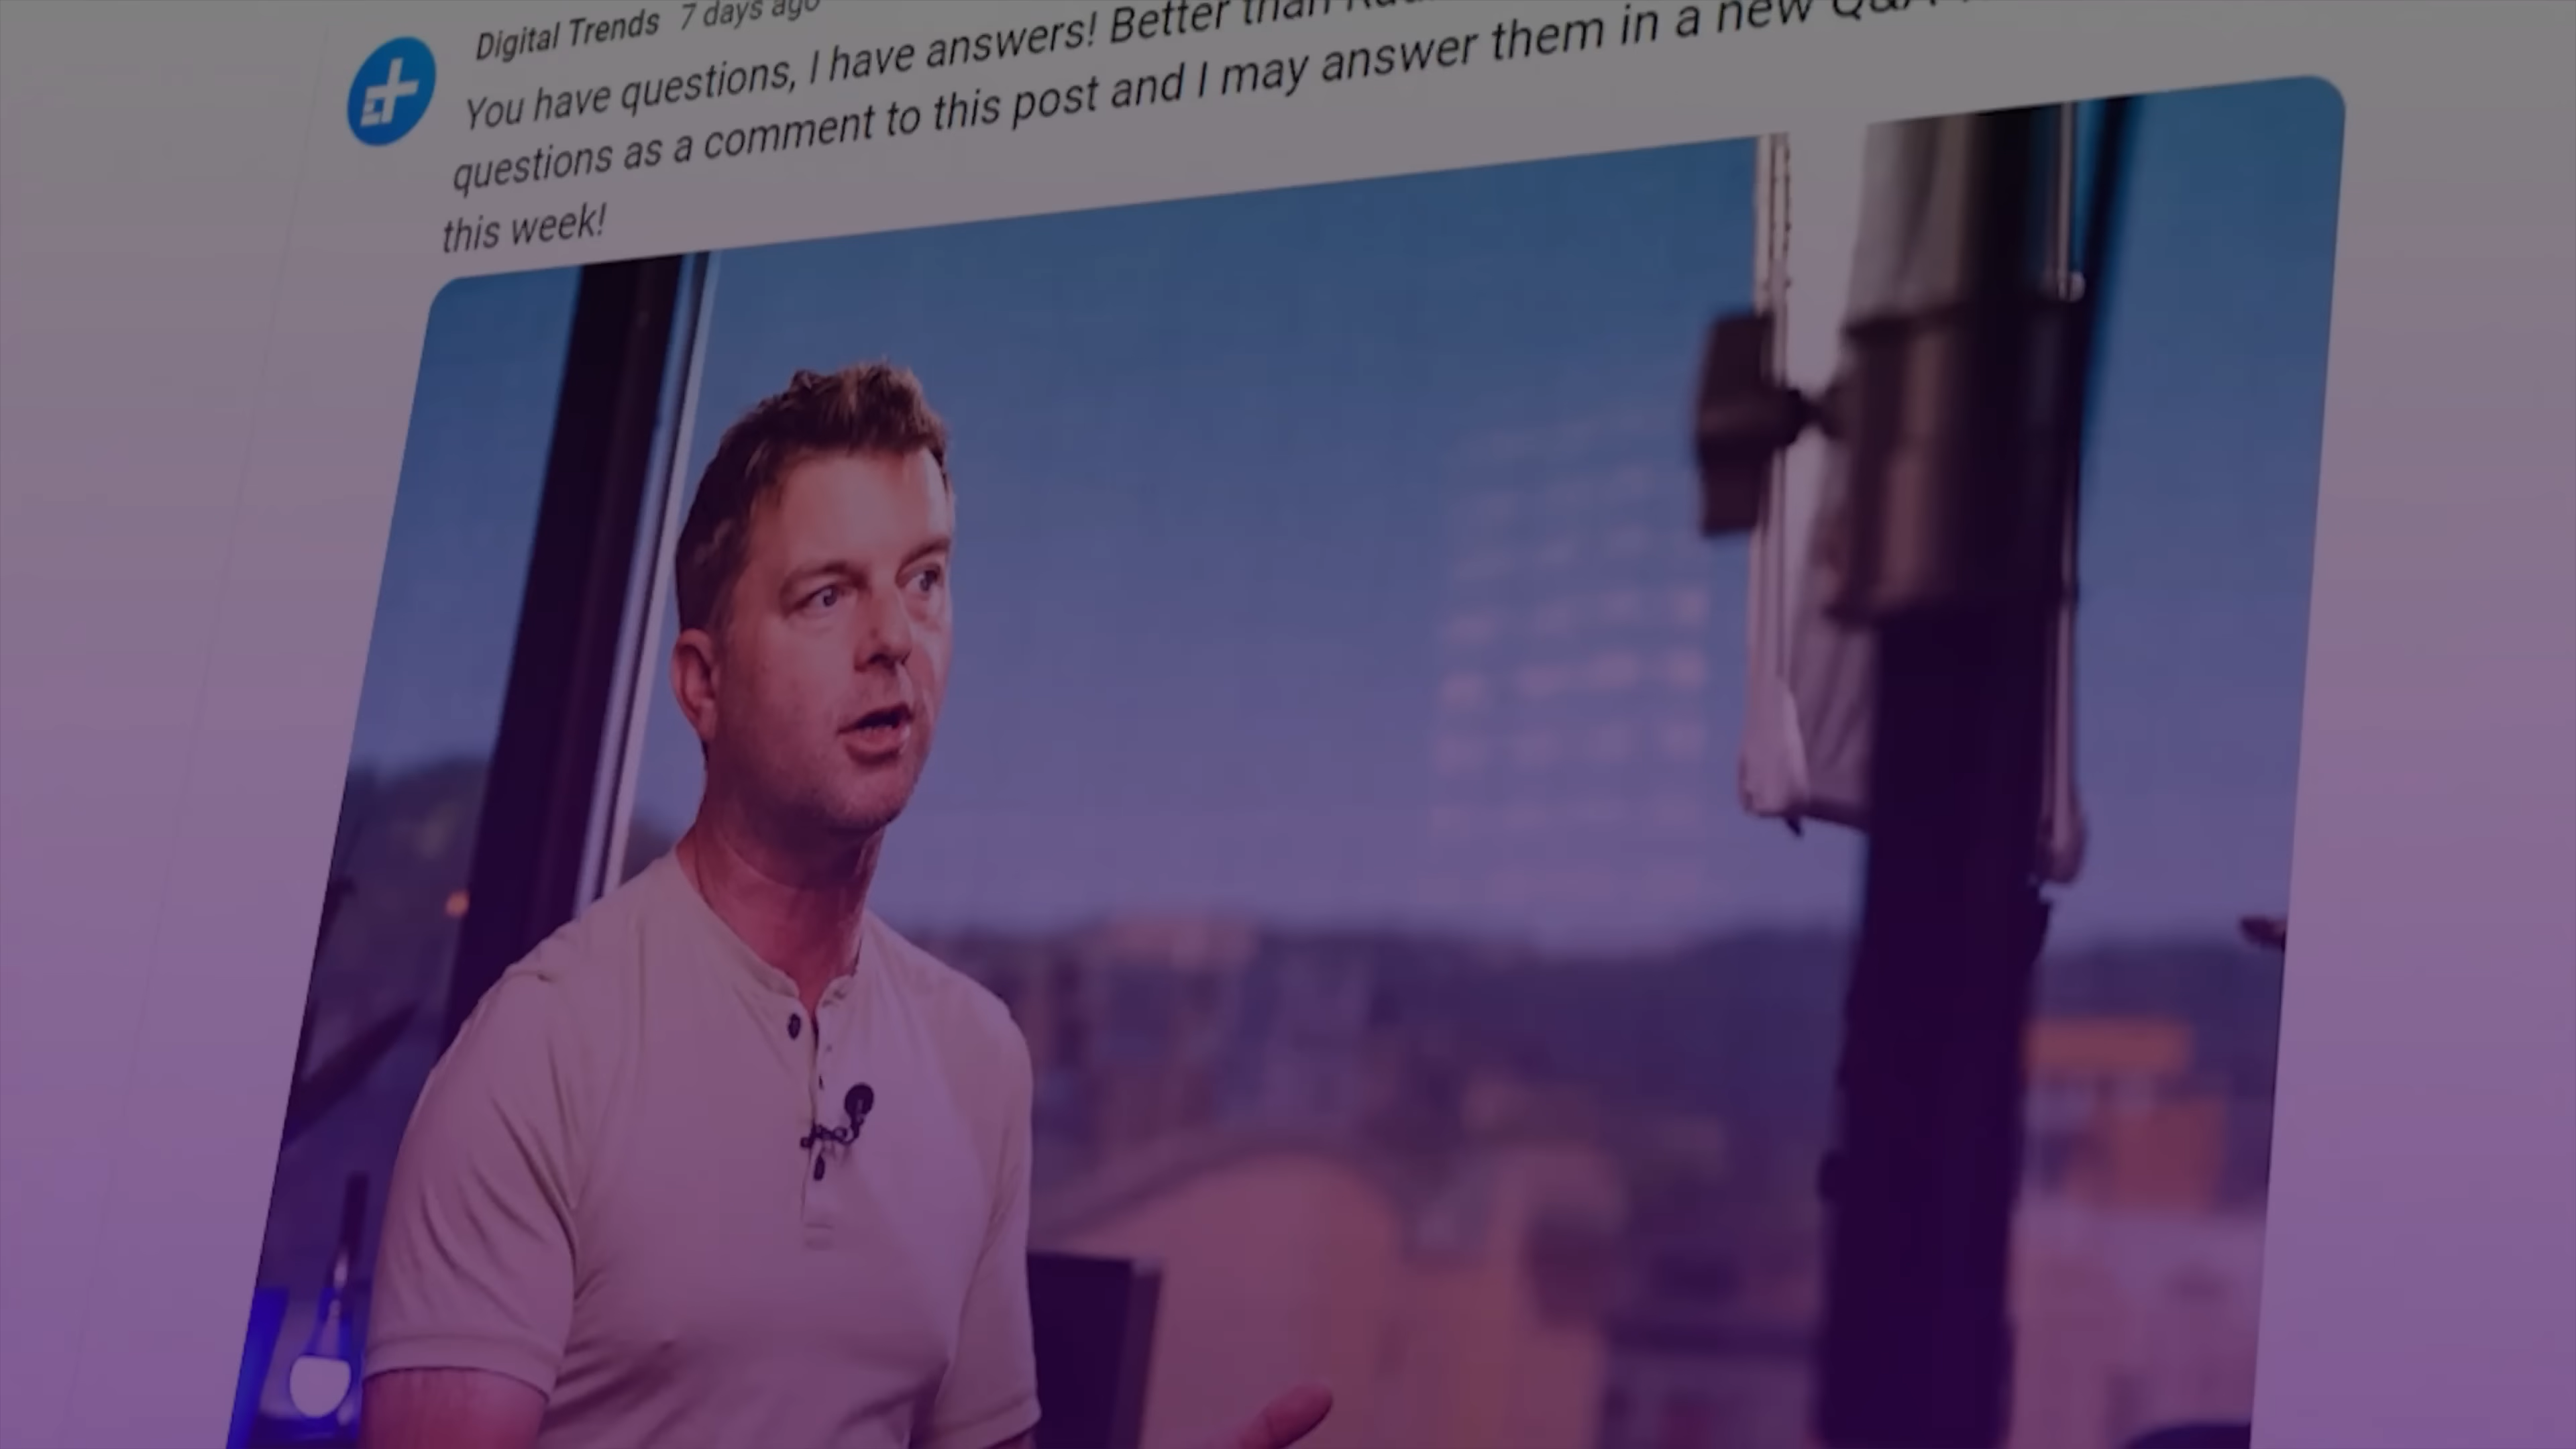 Digital Trends 7 days ago
You have questions, I have answers! Better than
questions as a comment to this post and I may answer them in a new Q&A
this week!